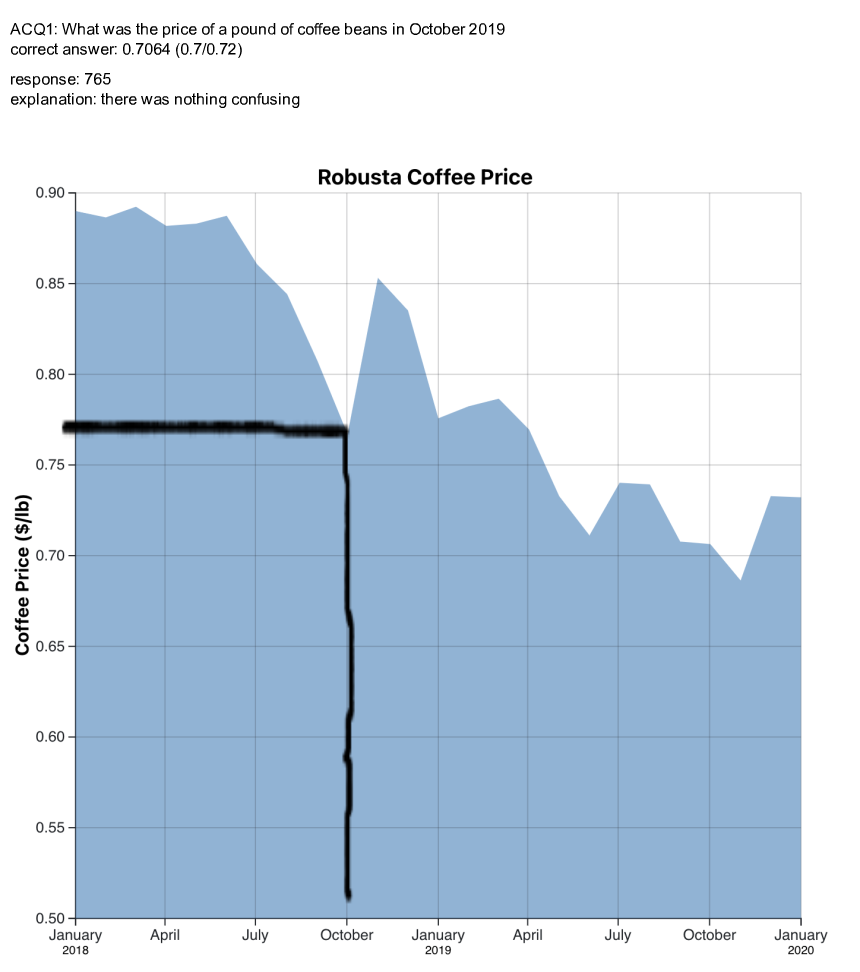 ACQ1: What was the price of a pound of coffee beans in October 2019
correct answer: 0.7064 (0.7/0.72)
response: 765
explanation: there was nothing confusing
Robusta Coffee Price
0.90
0.85
0.80
0.75
0.70
0.65
0.60
0.55
0.50
Coffee Price ($/lb)
January April July October January April July October January
2018 2019 2020